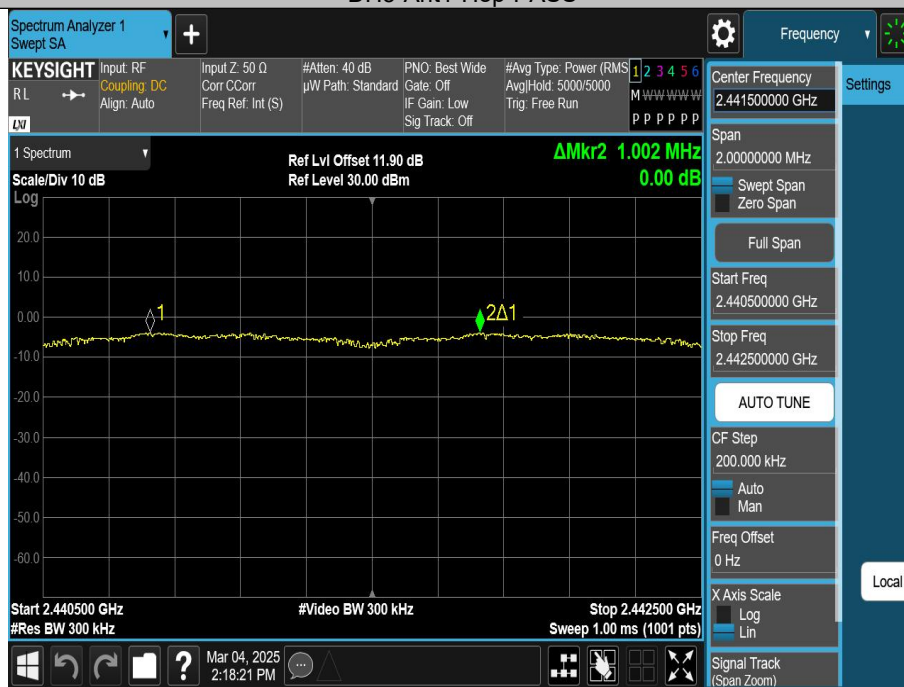 Spectrum Analyzer 1
Swept SA
Frequency
KEYSIGHT
RL
LXI
Input: RF
Coupling: DC
Align: Auto
Input Z: 50 Ω
Corr CCorr
Freq Ref: Int (S)
#Atten: 40 dB
µW Path: Standard
PNO: Best Wide
Gate: Off
IF Gain: Low
Sig Track: Off
#Avg Type: Power (RMS
Avg|Hold: 5000/5000
Trig: Free Run
1 2 3 4 5 6
M W W W W W
P P P P P P
Center Frequency
2.441500000 GHz
Settings
1 Spectrum
Scale/Div 10 dB
Ref Lvl Offset 11.90 dB
Ref Level 30.00 dBm
ΔMkr2 1.002 MHz
0.00 dB
Span
2.00000000 MHz
Swept Span
Zero Span
Full Span
Start Freq
2.440500000 GHz
Stop Freq
2.442500000 GHz
AUTO TUNE
CF Step
200.000 kHz
Auto
Man
Freq Offset
0 Hz
Local
X Axis Scale
Log
Lin
Signal Track
(Span Zoom)
Log
20.0
10.0
0.00
-10.0
-20.0
-30.0
-40.0
-50.0
-60.0
1
2Δ1
Start 2.440500 GHz
#Res BW 300 kHz
#Video BW 300 kHz
Stop 2.442500 GHz
Sweep 1.00 ms (1001 pts)
?
Mar 04, 2025
2:18:21 PM